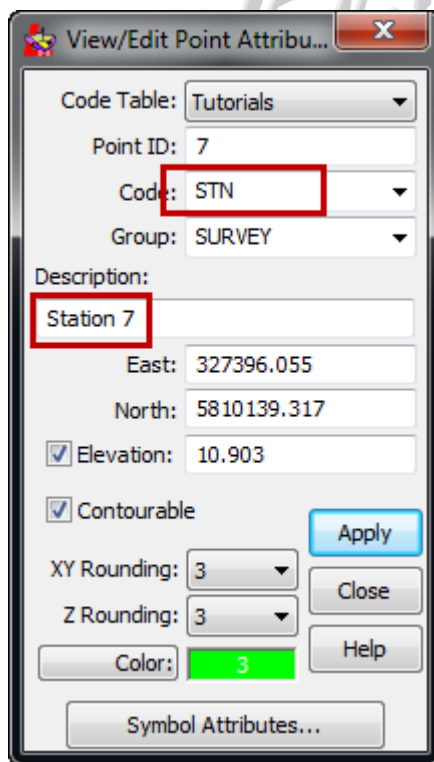 View/Edit Point Attribu...
Code Table: Tutorials
Point ID: 7
Code: STN
Group: SURVEY
Description:
Station 7
East: 327396.055
North: 5810139.317
Elevation: 10.903
Contourable
Apply
XY Rounding: 3
Close
Z Rounding: 3
Help
Color: 3
Symbol Attributes...